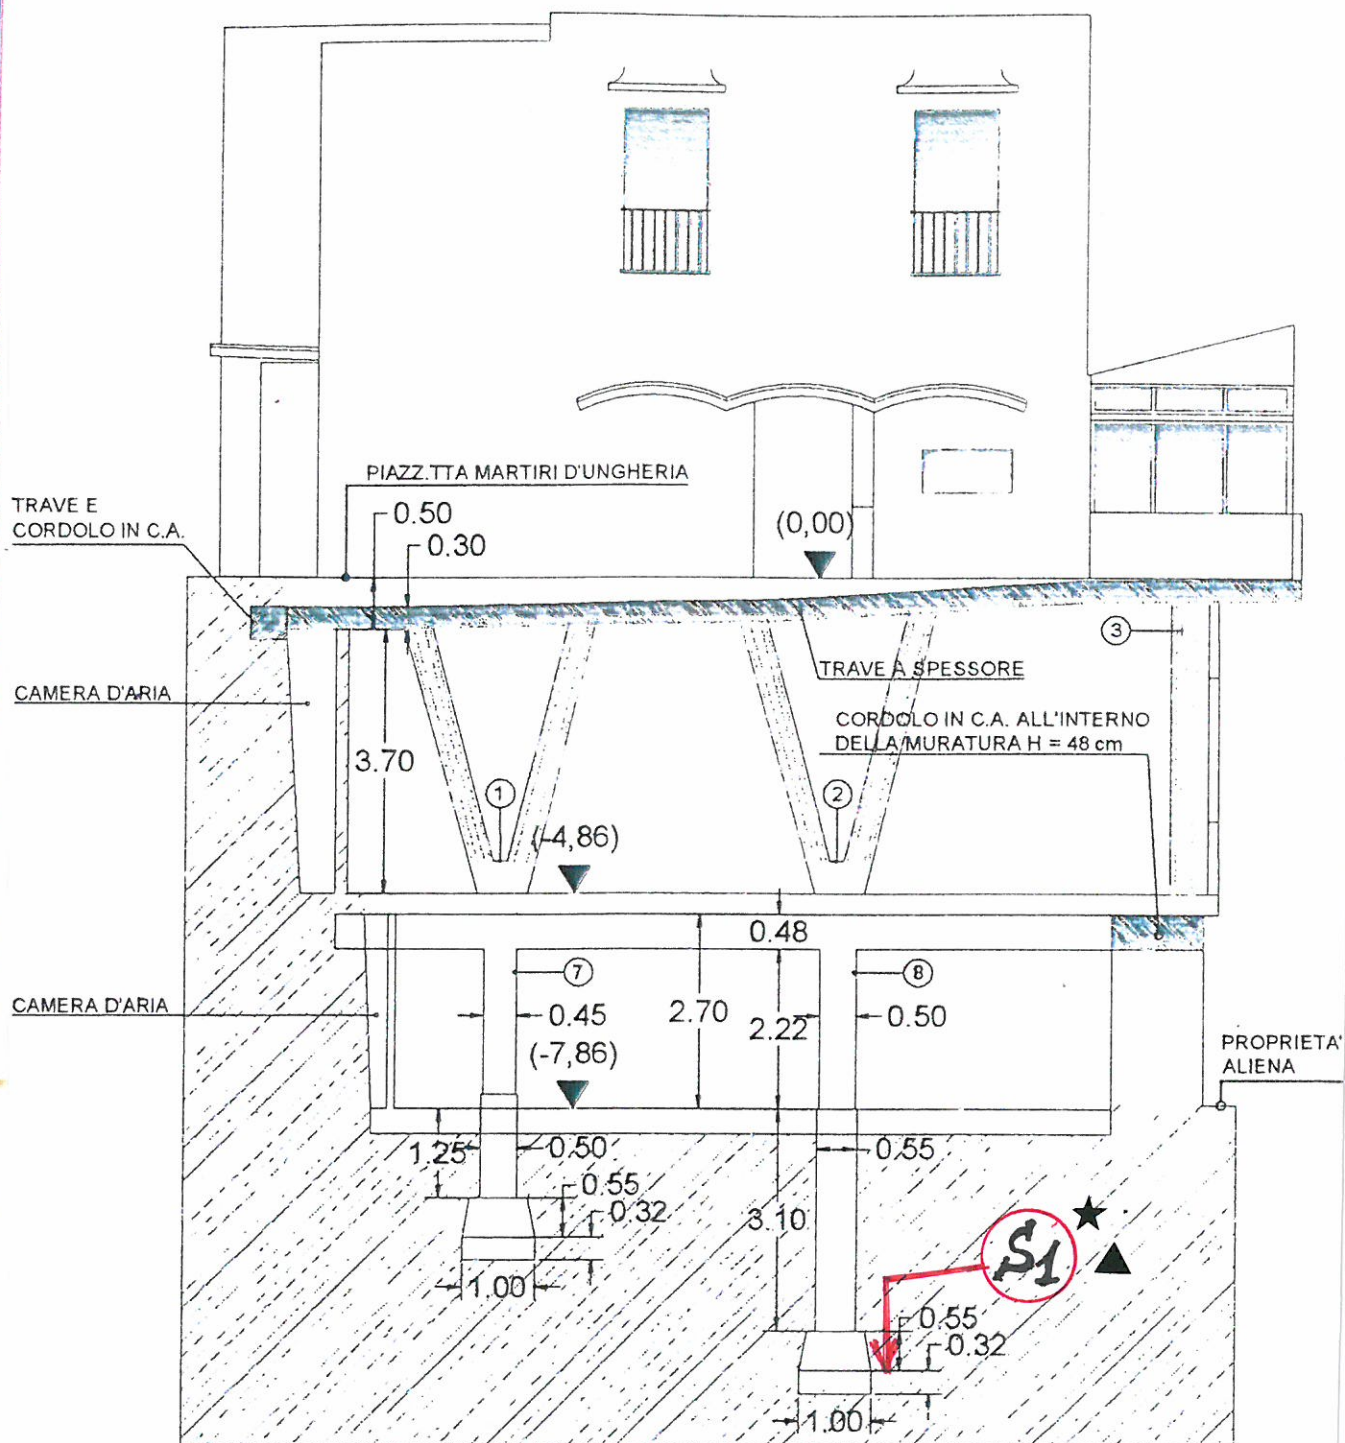 PIAZZ.TTA MARTIRI D'UNGHERIA
TRAVE E
CORDOLO IN C.A.
0.50
0.30
(0,00)
3
TRAVE A SPESSORE
CAMERA D'ARIA
CORDOLO IN C.A. ALL'INTERNO
DELLA MURATURA H = 48 cm
3.70
1
2
(-4,86)
0.48
7
8
CAMERA D'ARIA
0.45
2.70
2.22
0.50
(-7,86)
PROPRIETA'
ALIENA
1.25
0.50
0.55
0.55
0.32
3.10
S1
1.00
0.55
0.32
1.00